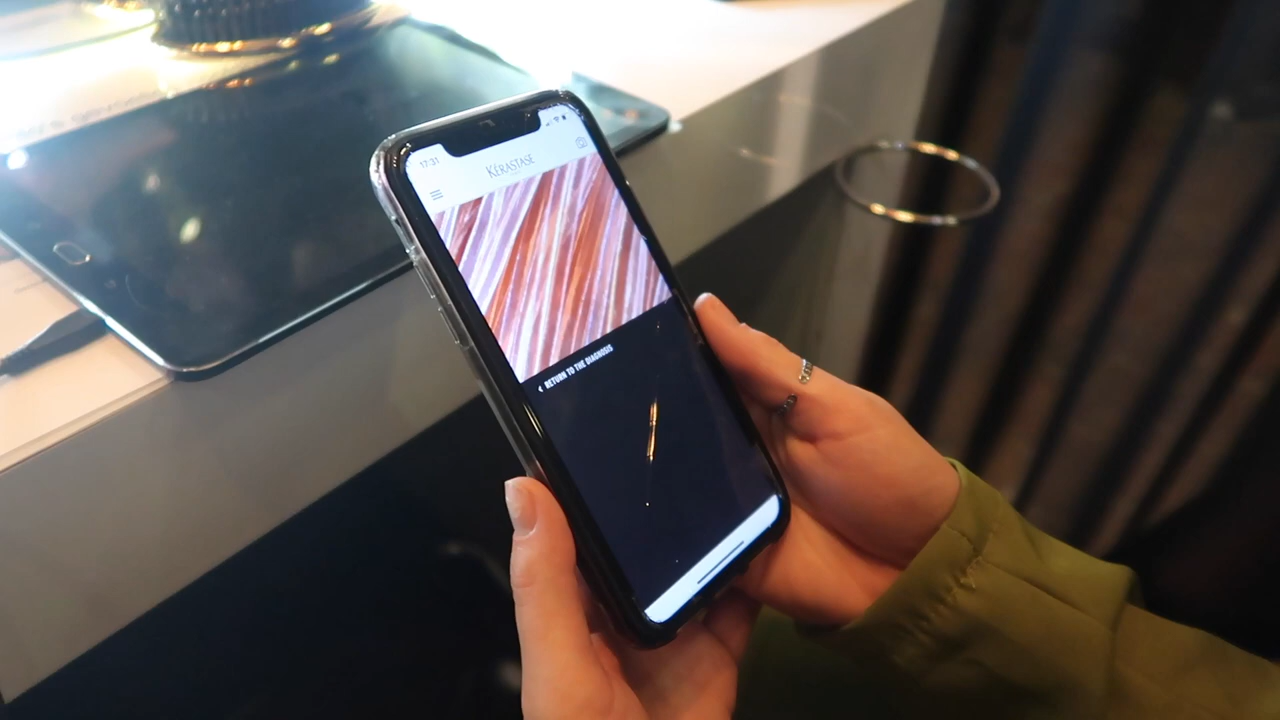 17:31
KÉRASTASE
< RETURN TO THE DIAGNOSIS